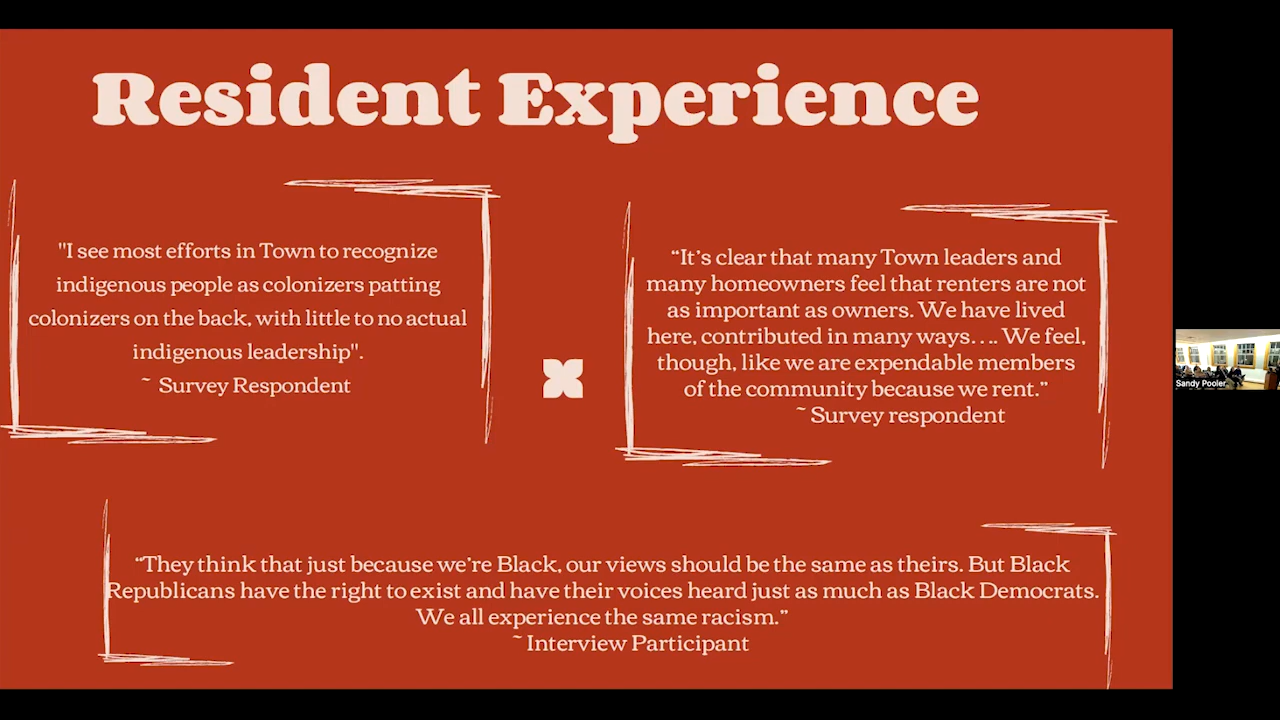 Resident Experience
"I see most efforts in Town to recognize
indigenous people as colonizers patting
colonizers on the back, with little to no actual
indigenous leadership".
~ Survey Respondent
“It’s clear that many Town leaders and
many homeowners feel that renters are not
as important as owners. We have lived
here, contributed in many ways.... We feel,
though, like we are expendable members
of the community because we rent.”
~ Survey respondent
“They think that just because we’re Black, our views should be the same as theirs. But Black
Republicans have the right to exist and have their voices heard just as much as Black Democrats.
We all experience the same racism.”
~ Interview Participant
Sandy Pooler